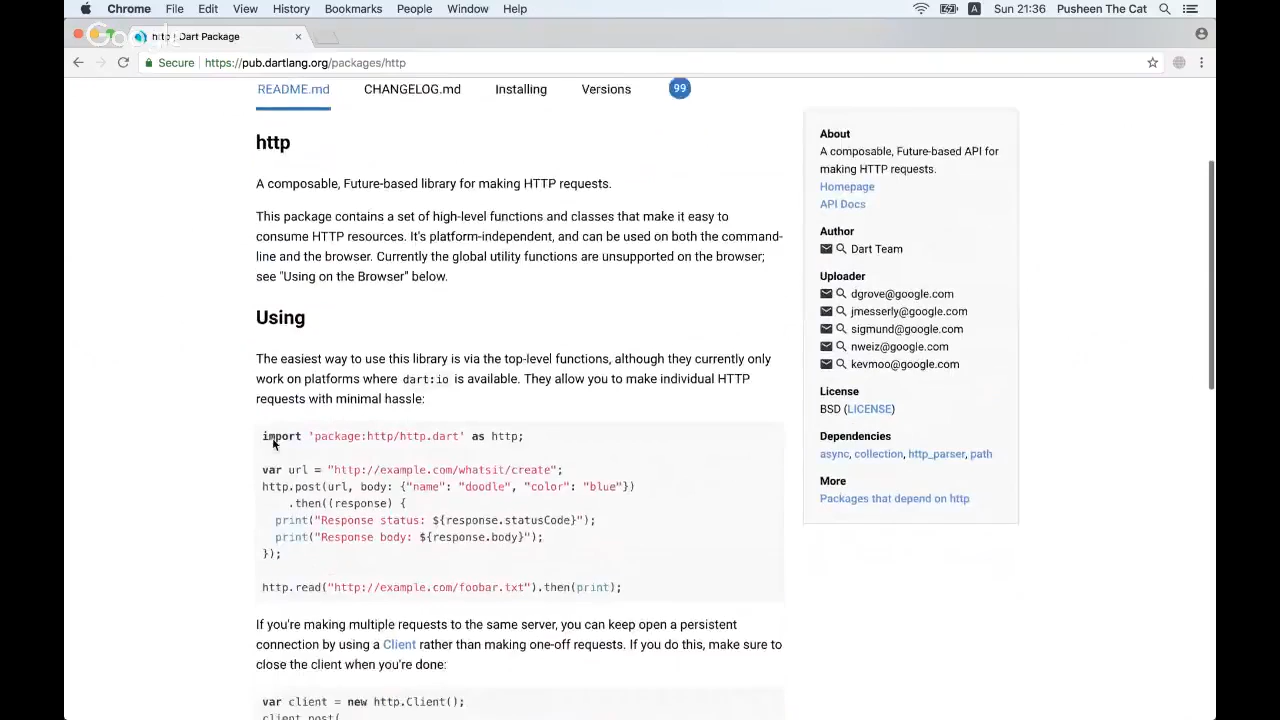 Chrome File Edit View History Bookmarks People Window Help A Sun 21:36 Pusheen The Cat
Google
http | Dart Package
Secure https://pub.dartlang.org/packages/http
README.md CHANGELOG.md Installing Versions 99
http
A composable, Future-based library for making HTTP requests.
This package contains a set of high-level functions and classes that make it easy to
consume HTTP resources. It's platform-independent, and can be used on both the command-
line and the browser. Currently the global utility functions are unsupported on the browser;
see "Using on the Browser" below.
Using
The easiest way to use this library is via the top-level functions, although they currently only
work on platforms where dart:io is available. They allow you to make individual HTTP
requests with minimal hassle:
import 'package:http/http.dart' as http;
var url = "http://example.com/whatsit/create";
http.post(url, body: {"name": "doodle", "color": "blue"})
.then((response) {
print("Response status: ${response.statusCode}");
print("Response body: ${response.body}");
});
http.read("http://example.com/foobar.txt").then(print);
If you're making multiple requests to the same server, you can keep open a persistent
connection by using a Client rather than making one-off requests. If you do this, make sure to
close the client when you're done:
var client = new http.Client();
client.post(
About
A composable, Future-based API for
making HTTP requests.
Homepage
API Docs
Author
Dart Team
Uploader
dgrove@google.com
jmesserly@google.com
sigmund@google.com
nweiz@google.com
kevmoo@google.com
License
BSD (LICENSE)
Dependencies
async, collection, http_parser, path
More
Packages that depend on http